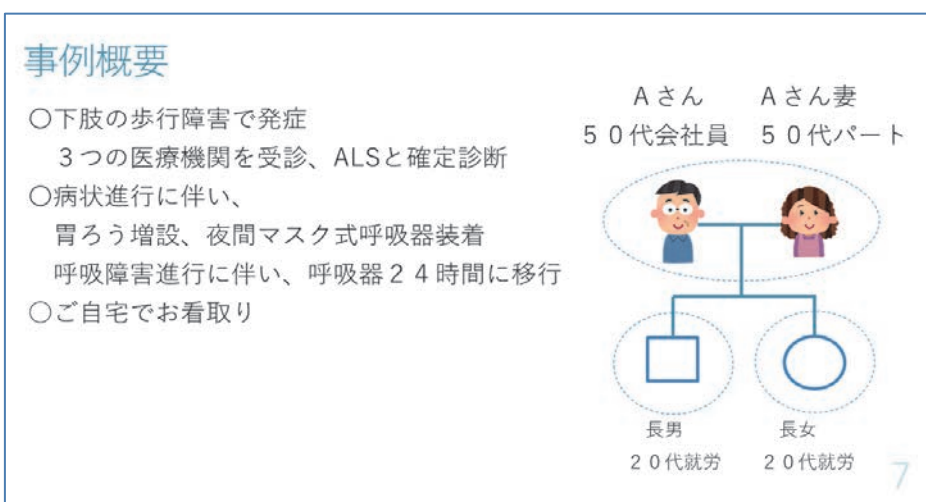 事例概要
○下肢の歩行障害で発症
3つの医療機関を受診、ALSと確定診断
○病状進行に伴い、
胃ろう増設、夜間マスク式呼吸器装着
呼吸障害進行に伴い、呼吸器24時間に移行
○ご自宅でお看取り
Aさん Aさん妻
50代会社員 50代パート
長男 長女
20代就労 20代就労
7